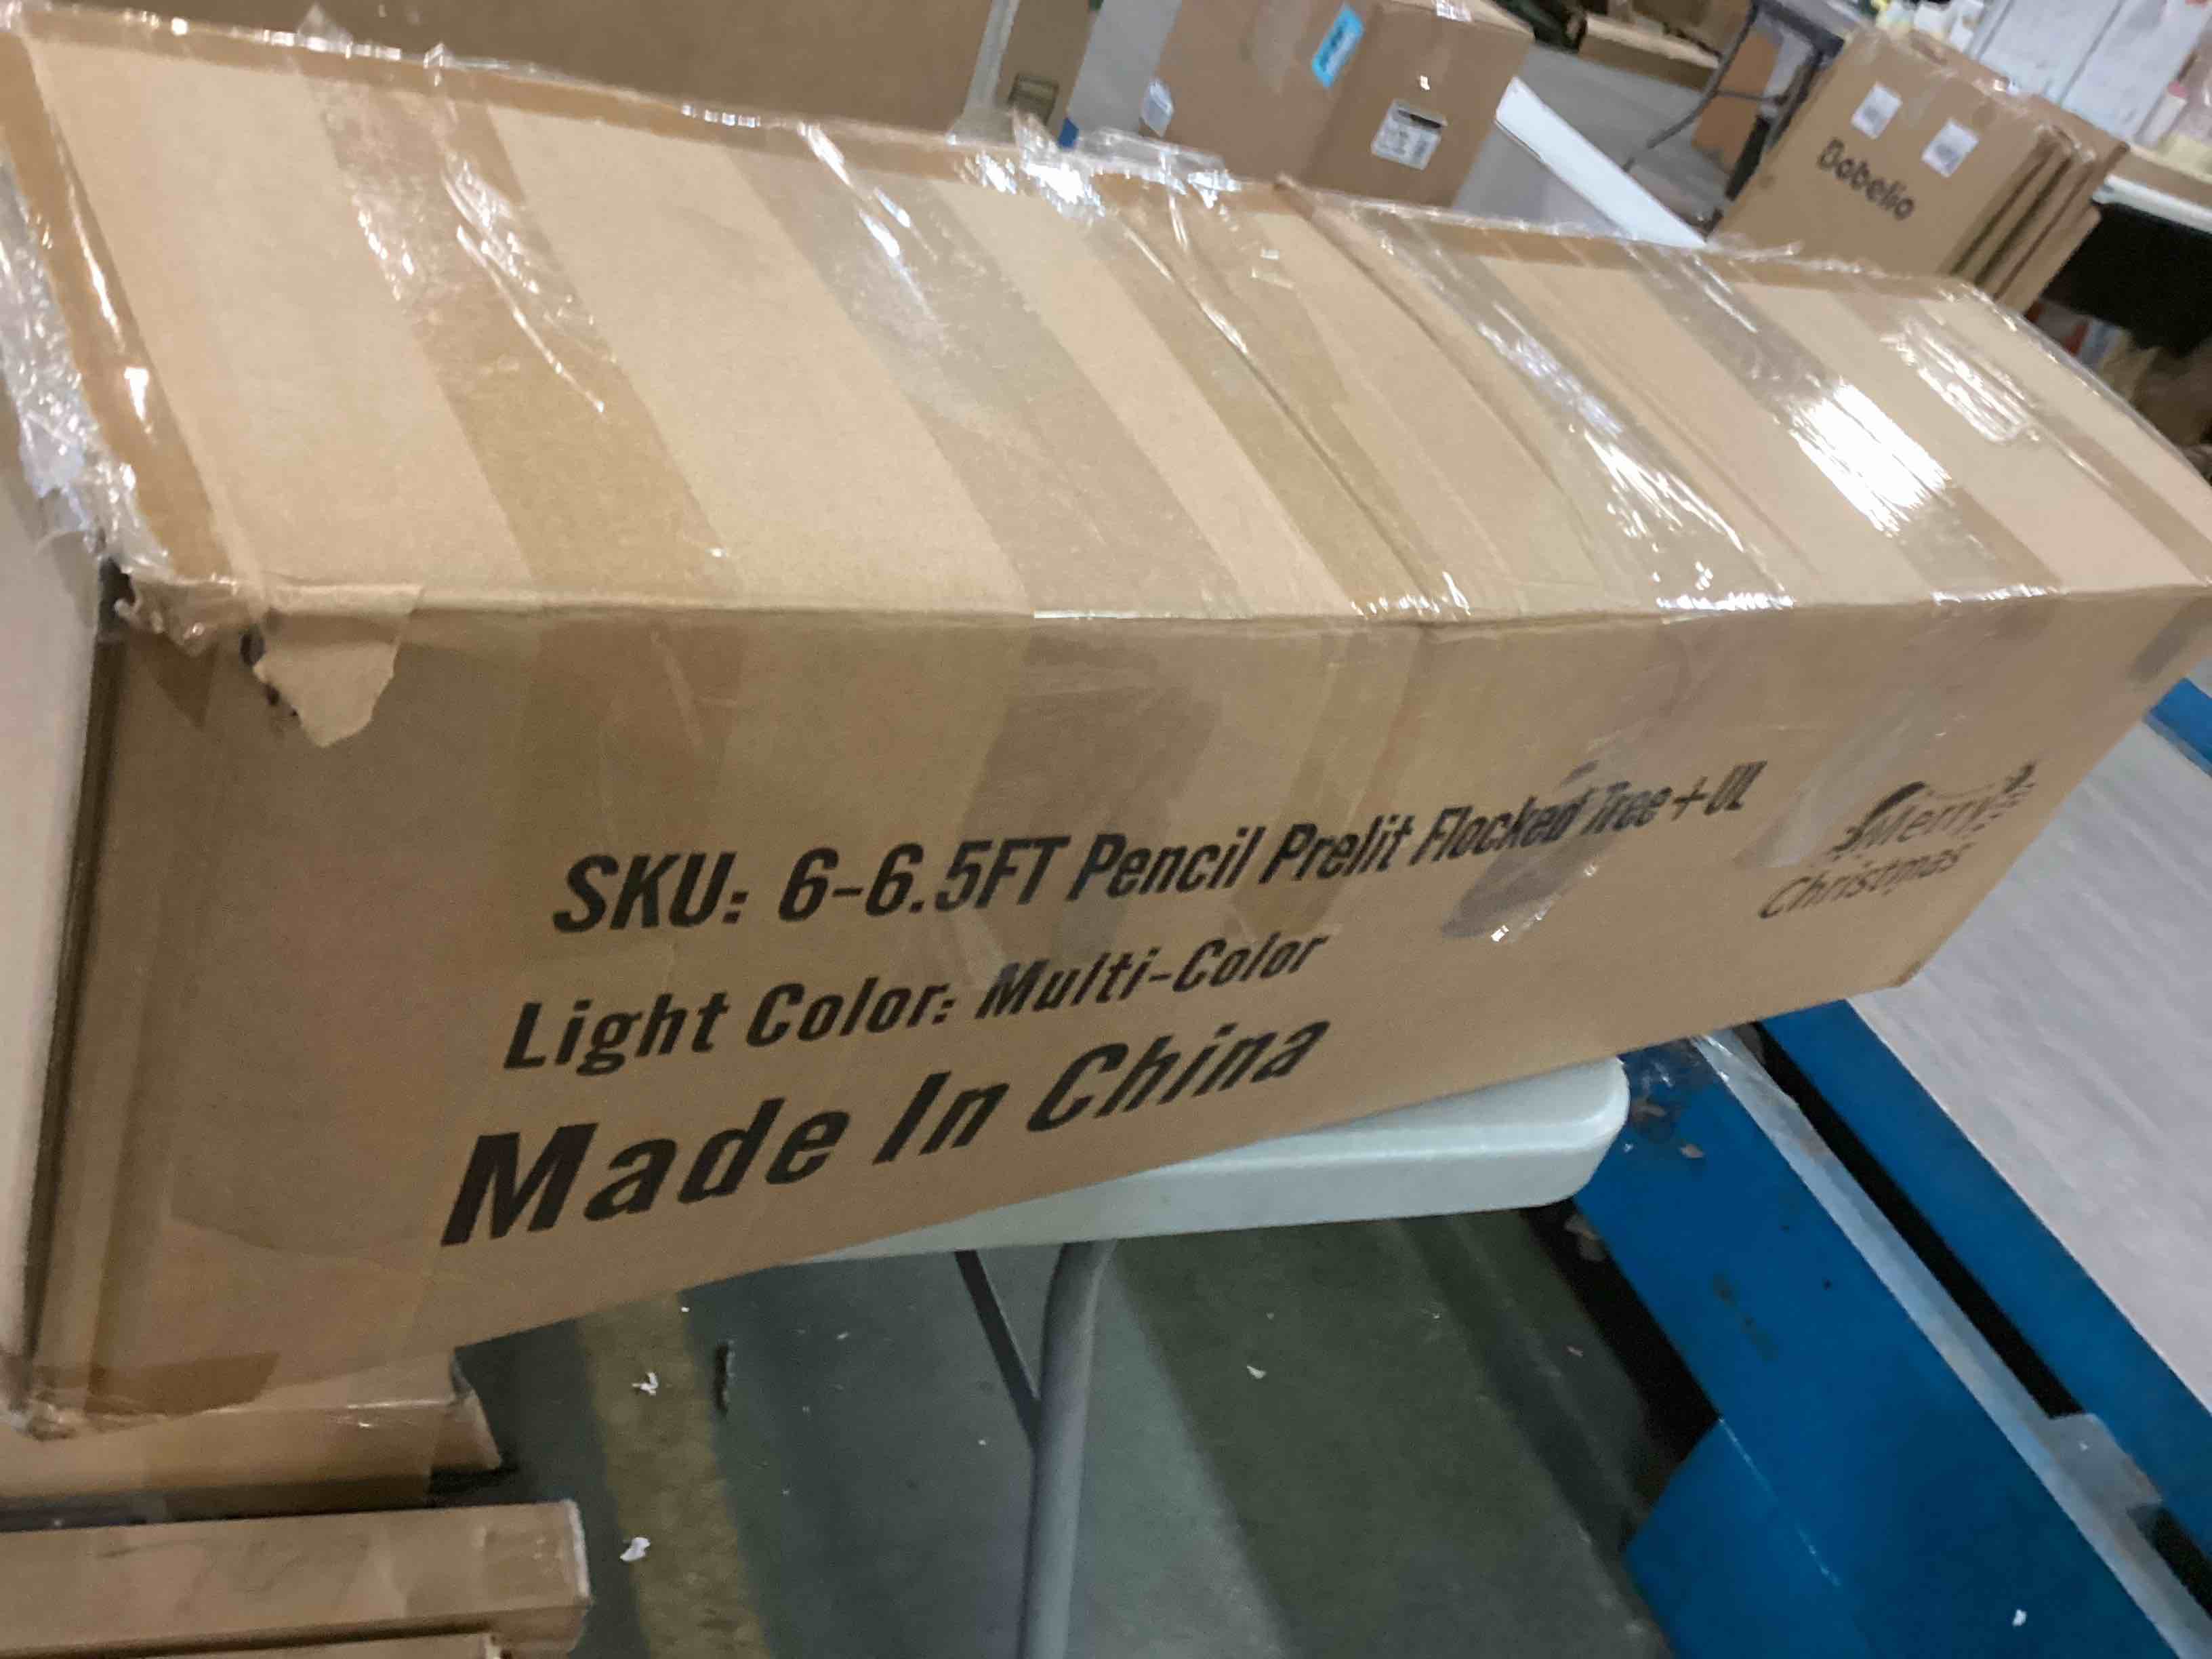 Bobelio
SKU: 6-6.5FT Pencil Prelit Flocked Tree+UL
Light Color: Multi-Color
Made In China
Merry
Christmas